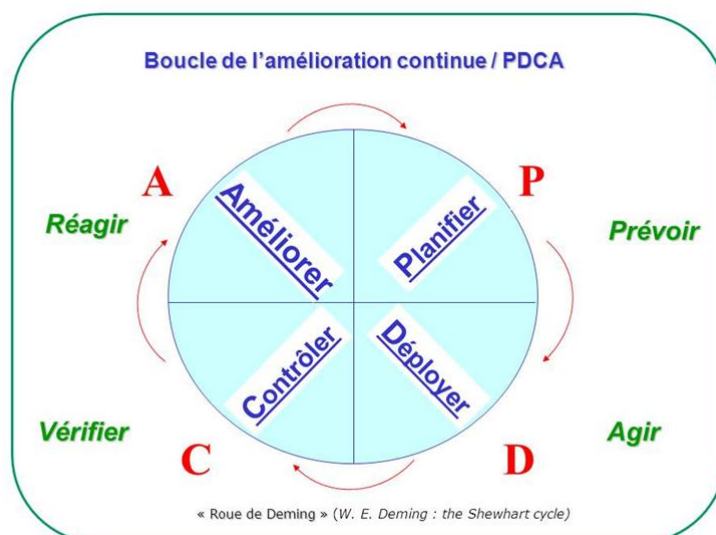 Boucle de l’amélioration continue / PDCA
A
P
Améliorer
Planifier
Réagir
Prévoir
Contrôler
Déployer
Vérifier
Agir
C
D
« Roue de Deming » (W. E. Deming : the Shewhart cycle)